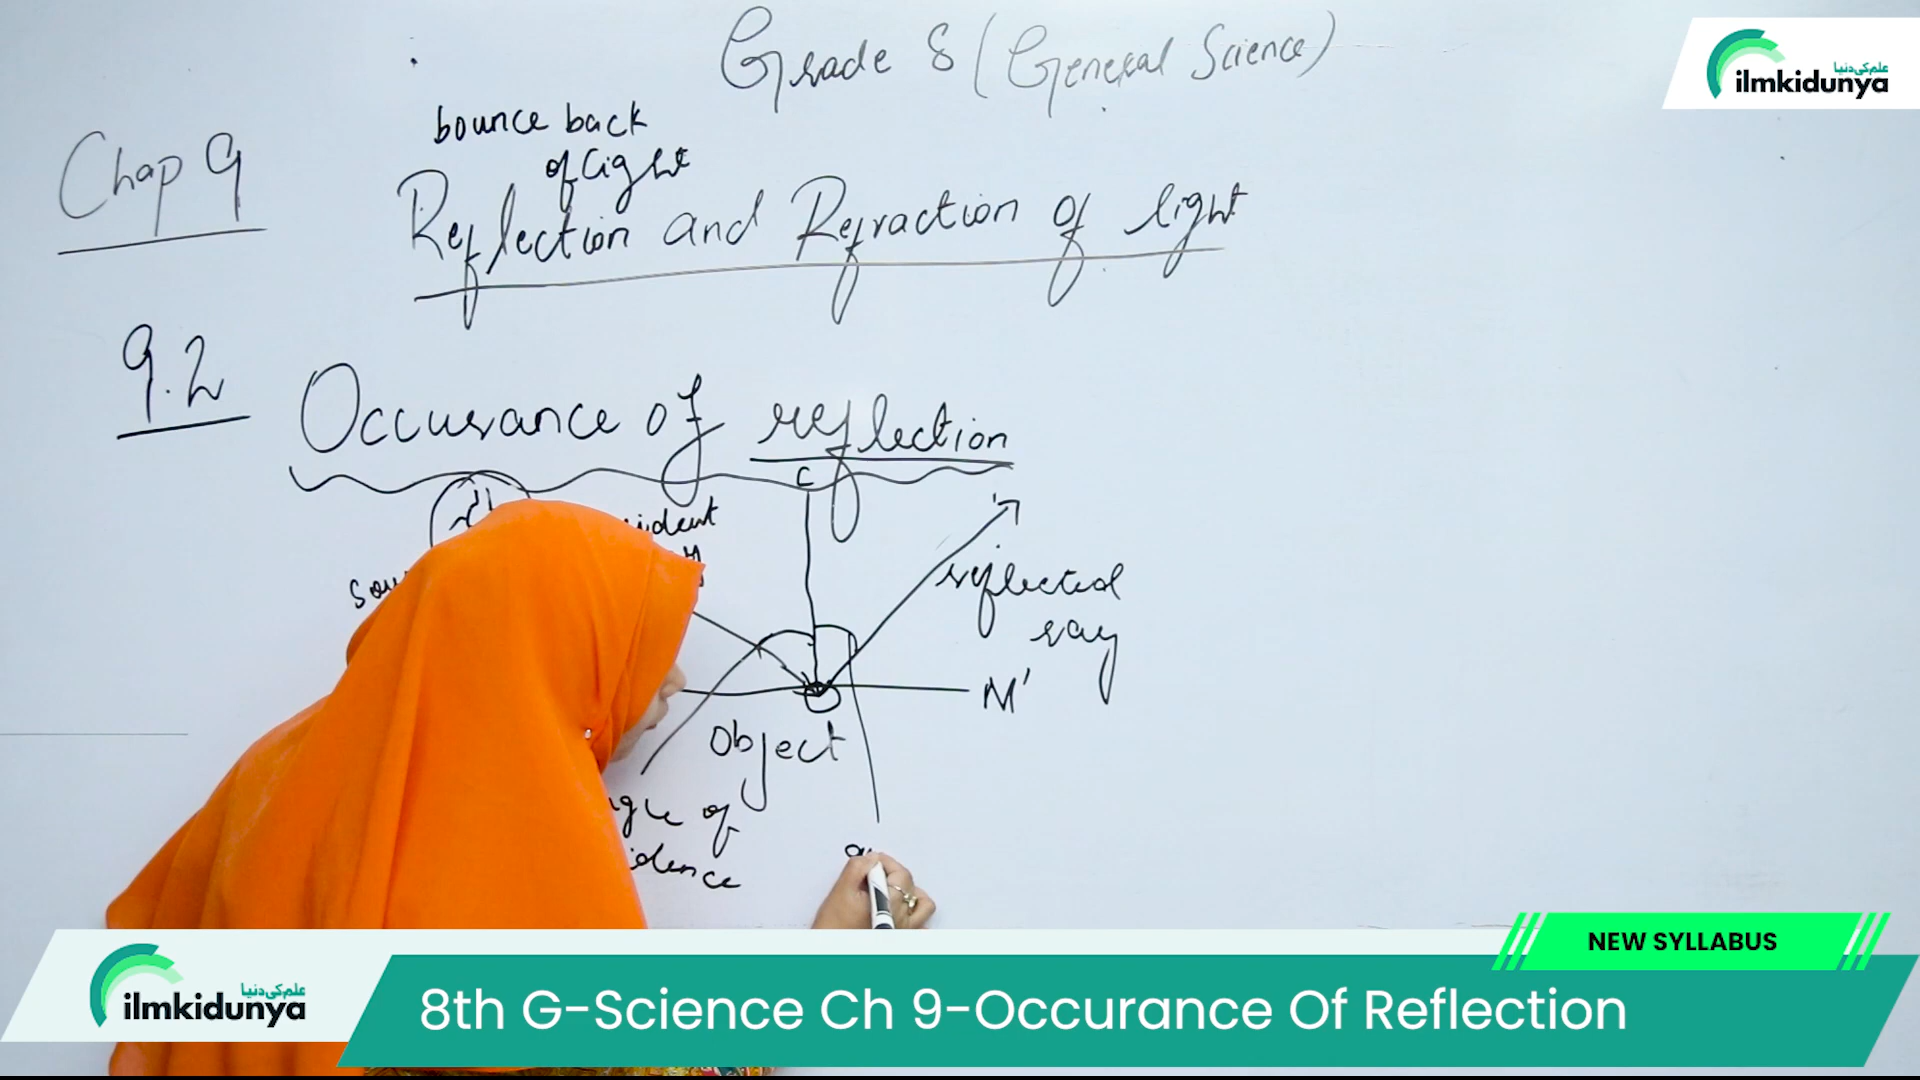 Grade 8 (General Science)
علم کی دنیا
ilmkidunya
bounce back
of light
Chap 9
Reflection and Refraction of light
9.2
Occurance of reflection
C
reflected
ray
M'
Object
of
NEW SYLLABUS
علم کی دنیا
ilmkidunya
8th G-Science Ch 9-Occurance Of Reflection